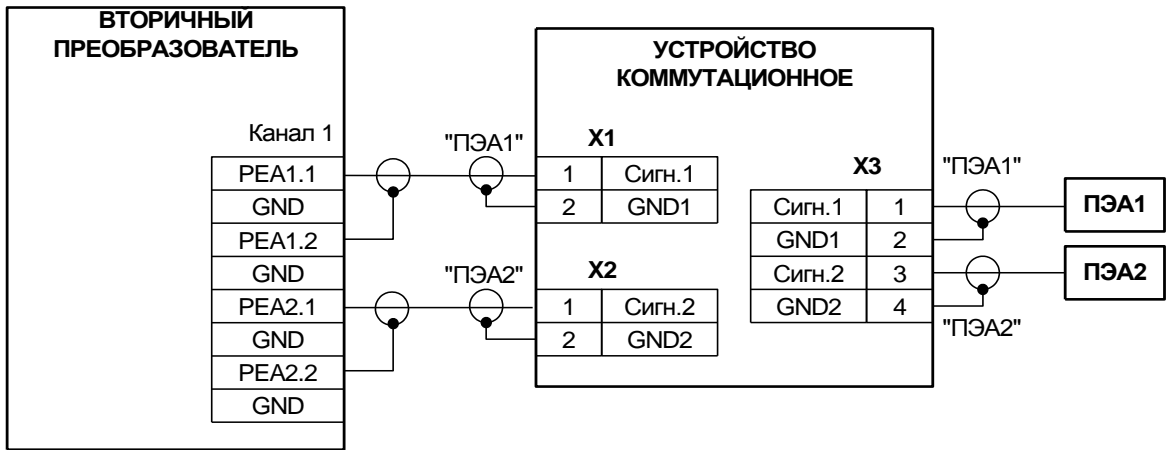 ВТОРИЧНЫЙ
ПРЕОБРАЗОВАТЕЛЬ
Канал 1
PEA1.1
GND
PEA1.2
GND
PEA2.1
GND
PEA2.2
GND
"ПЭА1"
"ПЭА2"
УСТРОЙСТВО
КОММУТАЦИОННОЕ
X1
1 Сигн.1
2 GND1
X2
1 Сигн.2
2 GND2
X3
Сигн.1 1
GND1 2
Сигн.2 3
GND2 4
"ПЭА1"
"ПЭА2"
ПЭА1
ПЭА2